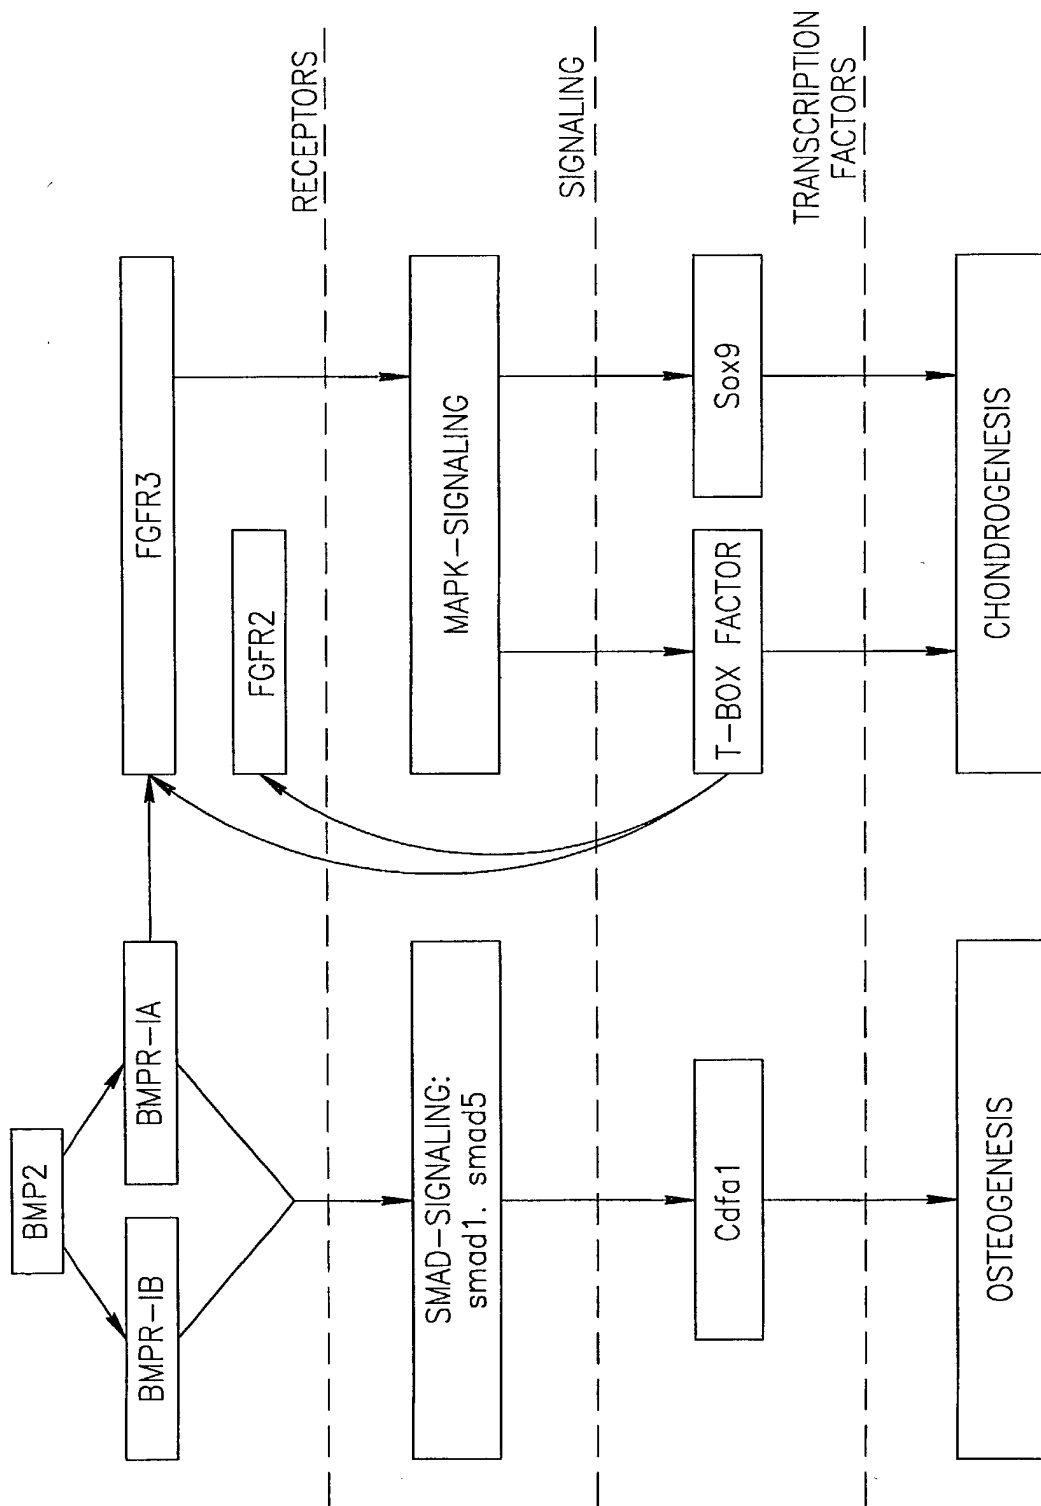 BMP2
BMPR-IB
BMPR-IA
FGFR3
FGFR2
RECEPTORS
SMAD-SIGNALING:
smad1. smad5
MAPK-SIGNALING
SIGNALING
Cdfa1
T-BOX FACTOR
Sox9
TRANSCRIPTION
FACTORS
OSTEOGENESIS
CHONDROGENESIS